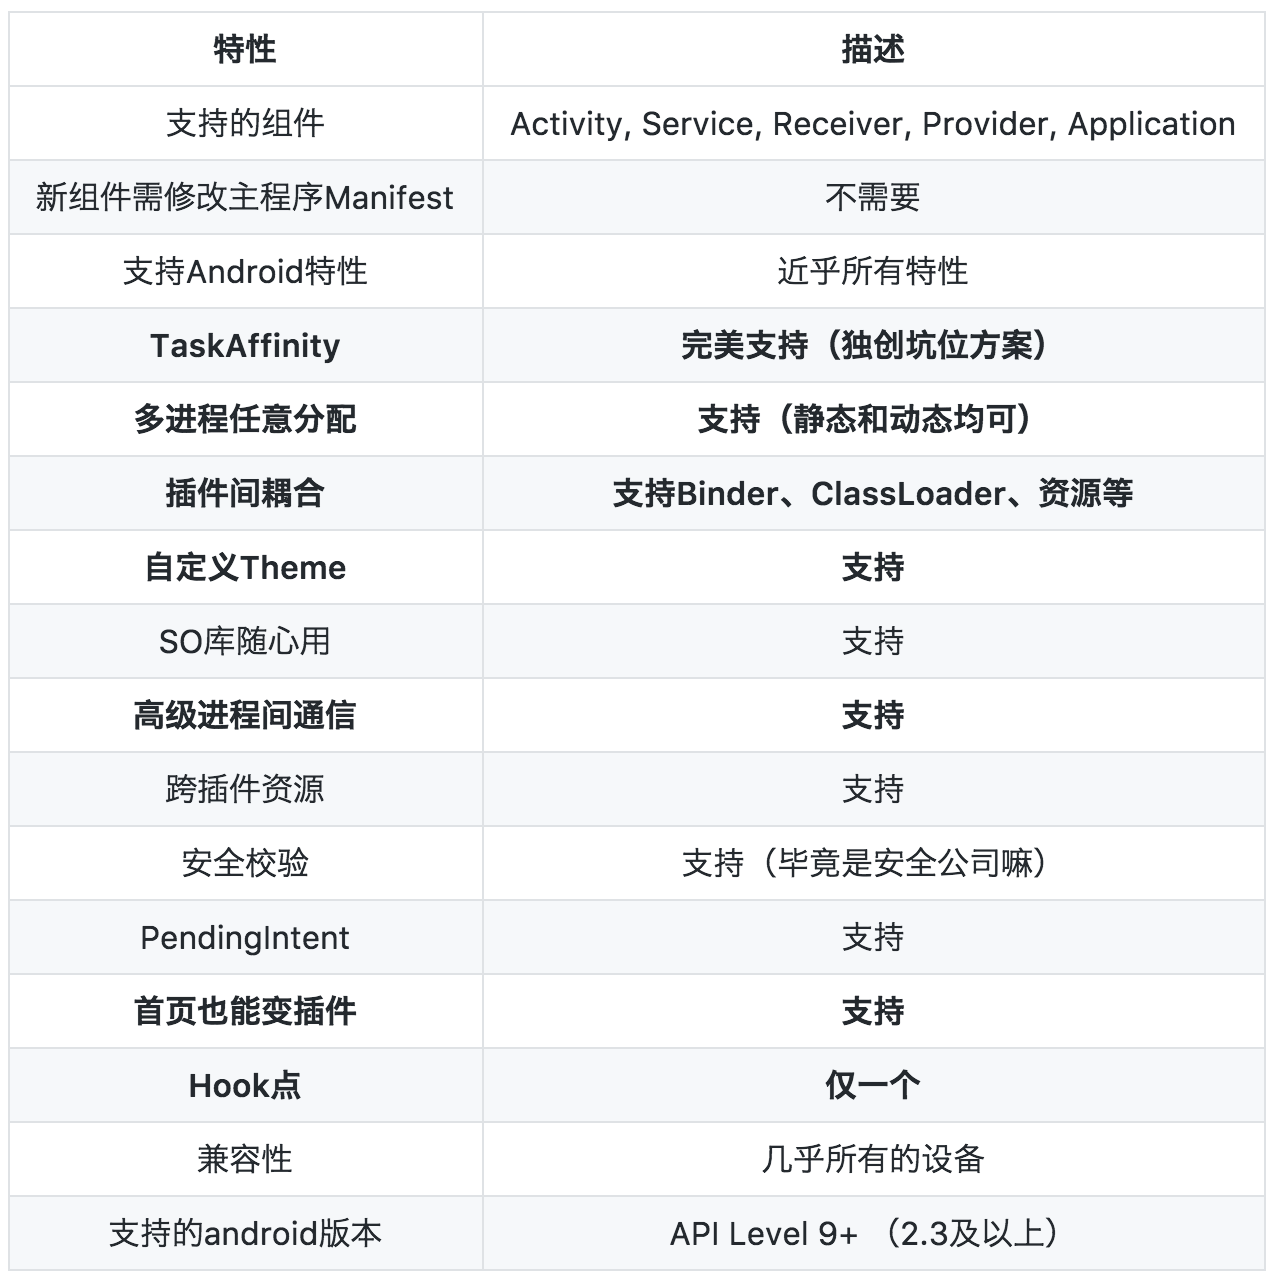 特性 描述
支持的组件 Activity, Service, Receiver, Provider, Application
新组件需修改主程序Manifest 不需要
支持Android特性 近乎所有特性
TaskAffinity 完美支持（独创坑位方案）
多进程任意分配 支持（静态和动态均可）
插件间耦合 支持Binder、ClassLoader、资源等
自定义Theme 支持
SO库随心用 支持
高级进程间通信 支持
跨插件资源 支持
安全校验 支持（毕竟是安全公司嘛）
PendingIntent 支持
首页也能变插件 支持
Hook点 仅一个
兼容性 几乎所有的设备
支持的android版本 API Level 9+ （2.3及以上）